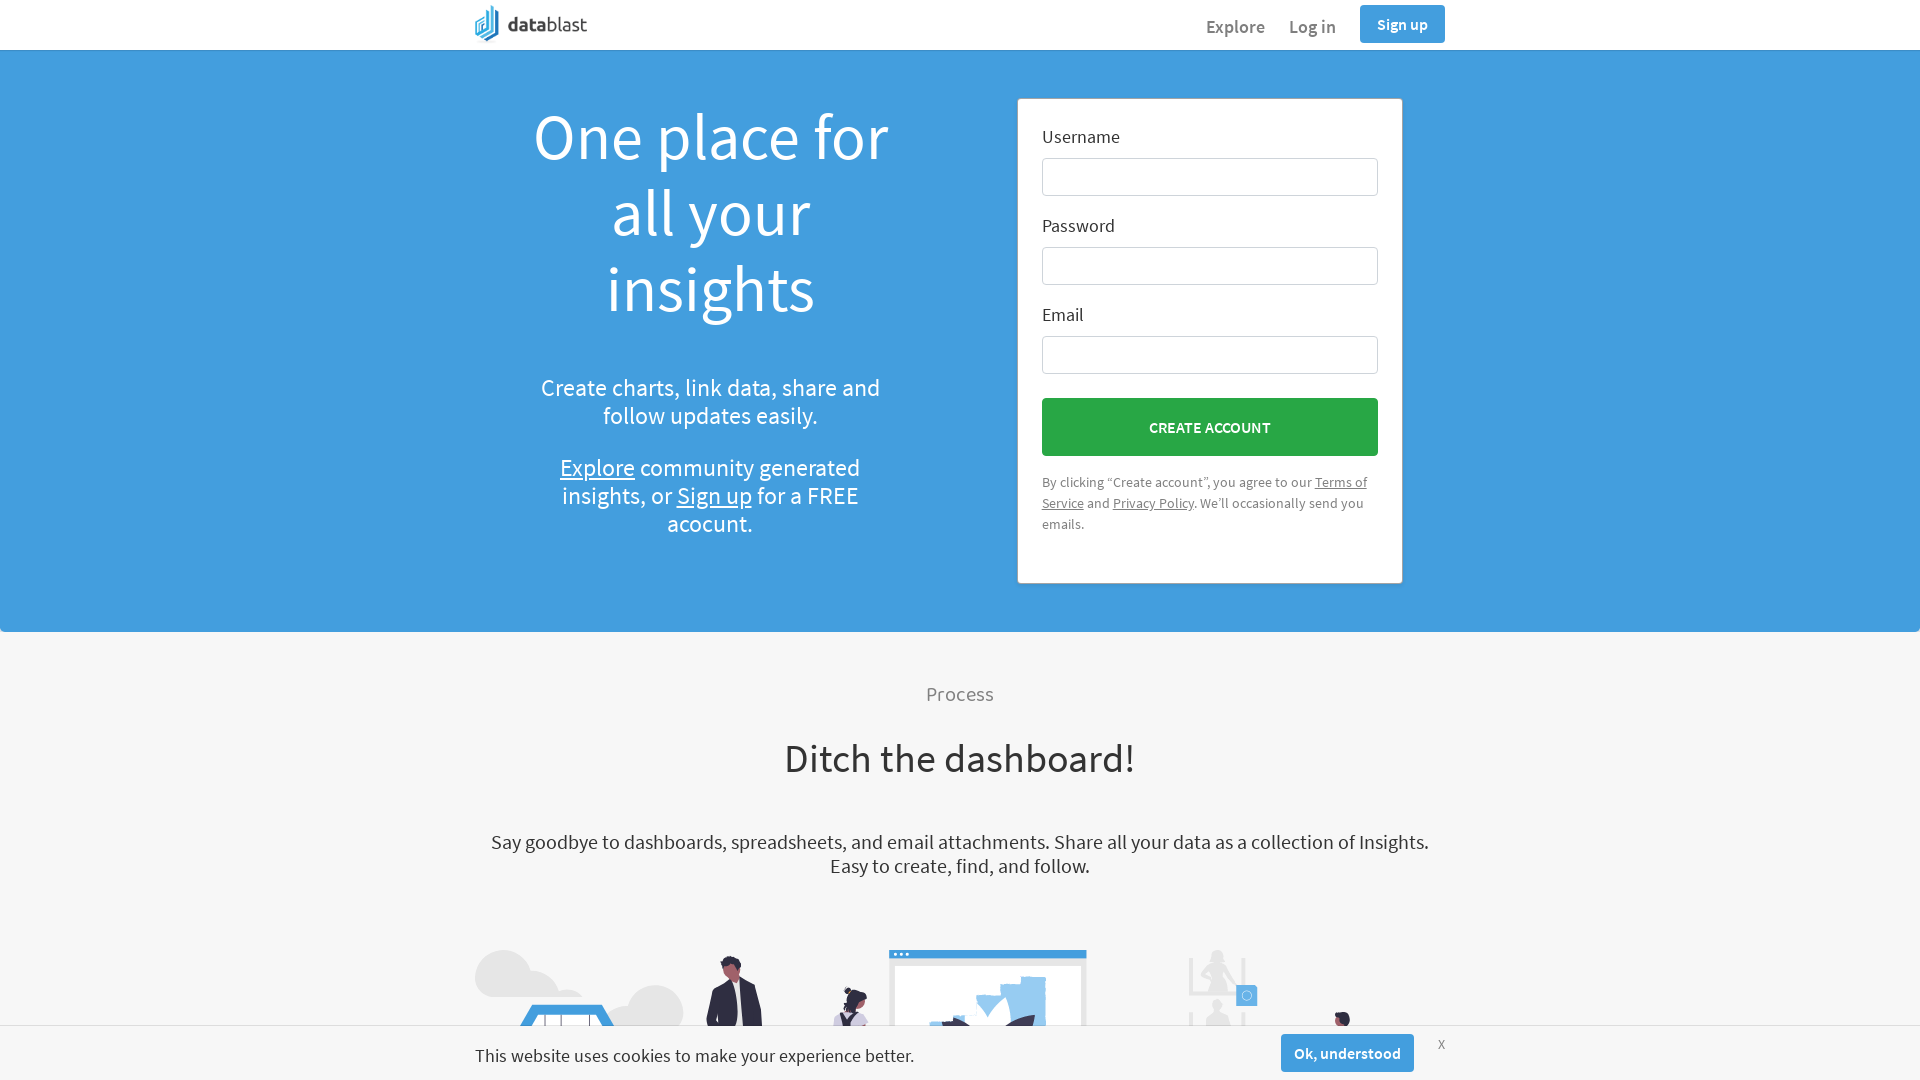 datablast
Explore
Log in
Sign up
One place for
all your
insights
Create charts, link data, share and
follow updates easily.
Explore community generated
insights, or Sign up for a FREE
acocunt.
Username
Password
Email
CREATE ACCOUNT
By clicking “Create account”, you agree to our Terms of
Service and Privacy Policy. We’ll occasionally send you
emails.
Process
Ditch the dashboard!
Say goodbye to dashboards, spreadsheets, and email attachments. Share all your data as a collection of Insights.
Easy to create, find, and follow.
This website uses cookies to make your experience better.
Ok, understood
X